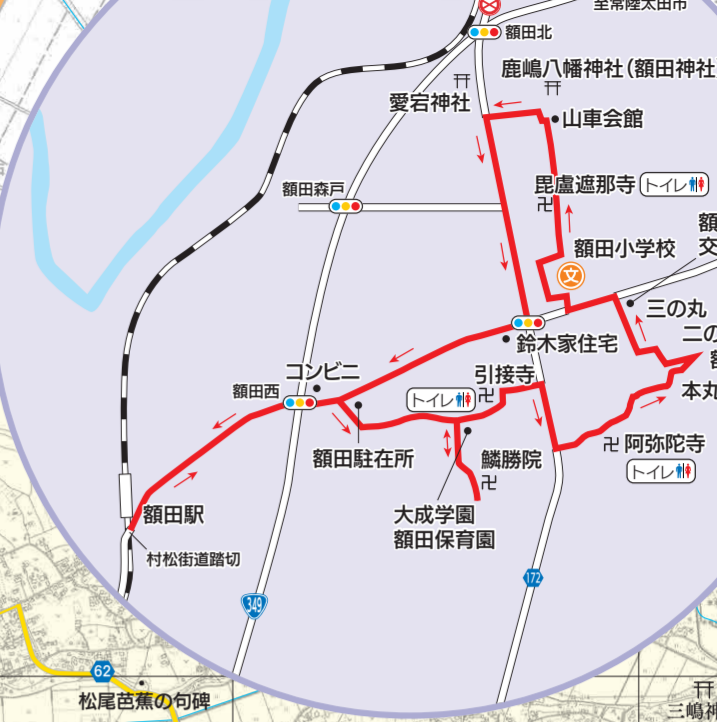 至常陸太田市
額田北
鹿嶋八幡神社(額田神社
愛宕神社
山車会館
額田森戸
毘盧遮那寺
トイレ
額田小学校
文
額
交
三の丸
二の
額
本丸
鈴木家住宅
コンビニ
引接寺
額田西
トイレ
額田駐在所
鱗勝院
阿弥陀寺
トイレ
額田駅
大成学園
額田保育園
村松街道踏切
172
349
62
松尾芭蕉の句碑
三嶋神